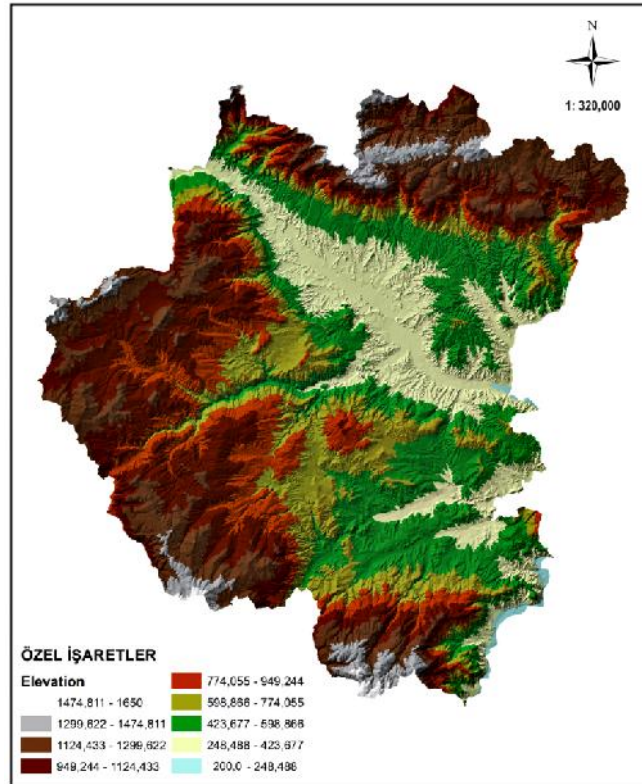 N
1: 320,000
ÖZEL İŞARETLER
Elevation
1474,811 - 1650
1299,622 - 1474,811
1124,433 - 1299,622
949,244 - 1124,433
774,055 - 949,244
598,866 - 774,055
423,677 - 598,866
248,488 - 423,677
200,0 - 248,488